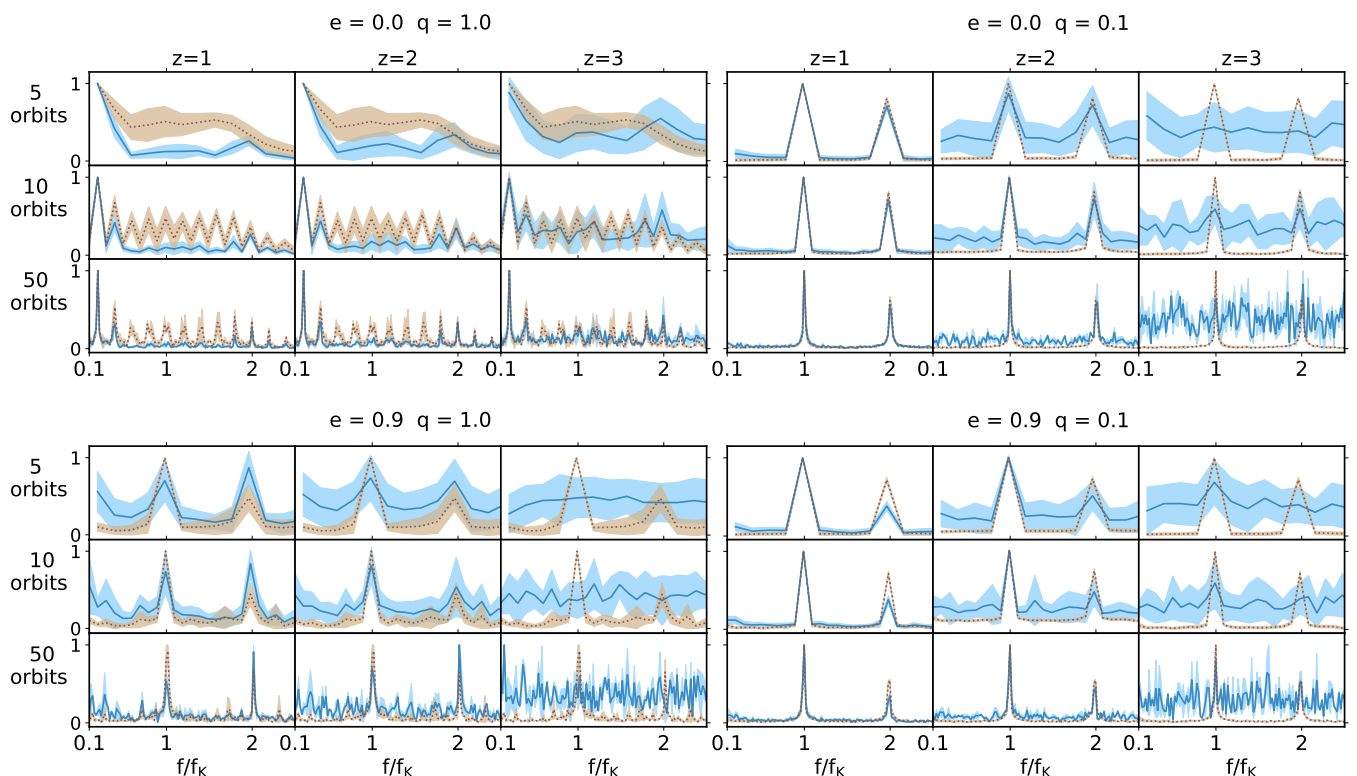 e = 0.0 q = 1.0
e = 0.0 q = 0.1
z=1 z=2 z=3 z=1 z=2 z=3
5
orbits
1
0
10
orbits
1
0
50
orbits
1
0
0.1 1 2 0.1 1 2 0.1 1 2 0.1 1 2 0.1 1 2 0.1 1 2
e = 0.9 q = 1.0
e = 0.9 q = 0.1
5
orbits
1
0
10
orbits
1
0
50
orbits
1
0
0.1 1 2 0.1 1 2 0.1 1 2 0.1 1 2 0.1 1 2 0.1 1 2
f/f_K f/f_K f/f_K f/f_K f/f_K f/f_K